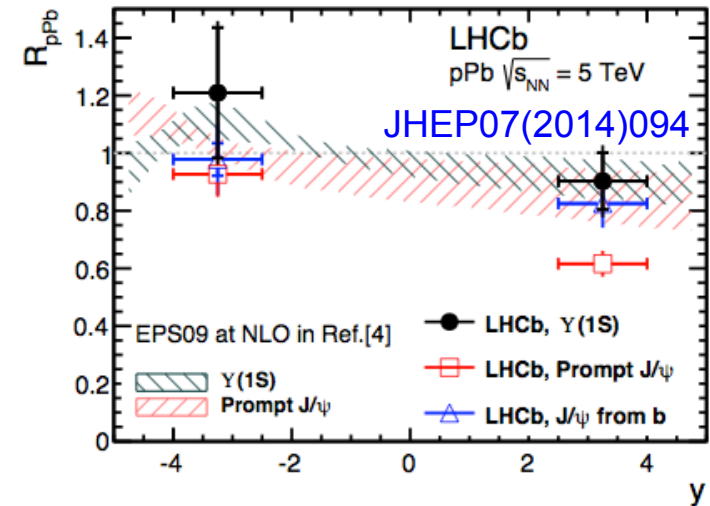 R_pPb
1.4
1.2
1
0.8
0.6
0.4
0.2
0
LHCb
pPb √s_NN = 5 TeV
JHEP07(2014)094
EPS09 at NLO in Ref.[4]
ϒ(1S)
Prompt J/ψ
LHCb, ϒ(1S)
LHCb, Prompt J/ψ
LHCb, J/ψ from b
-4 -2 0 2 4
y